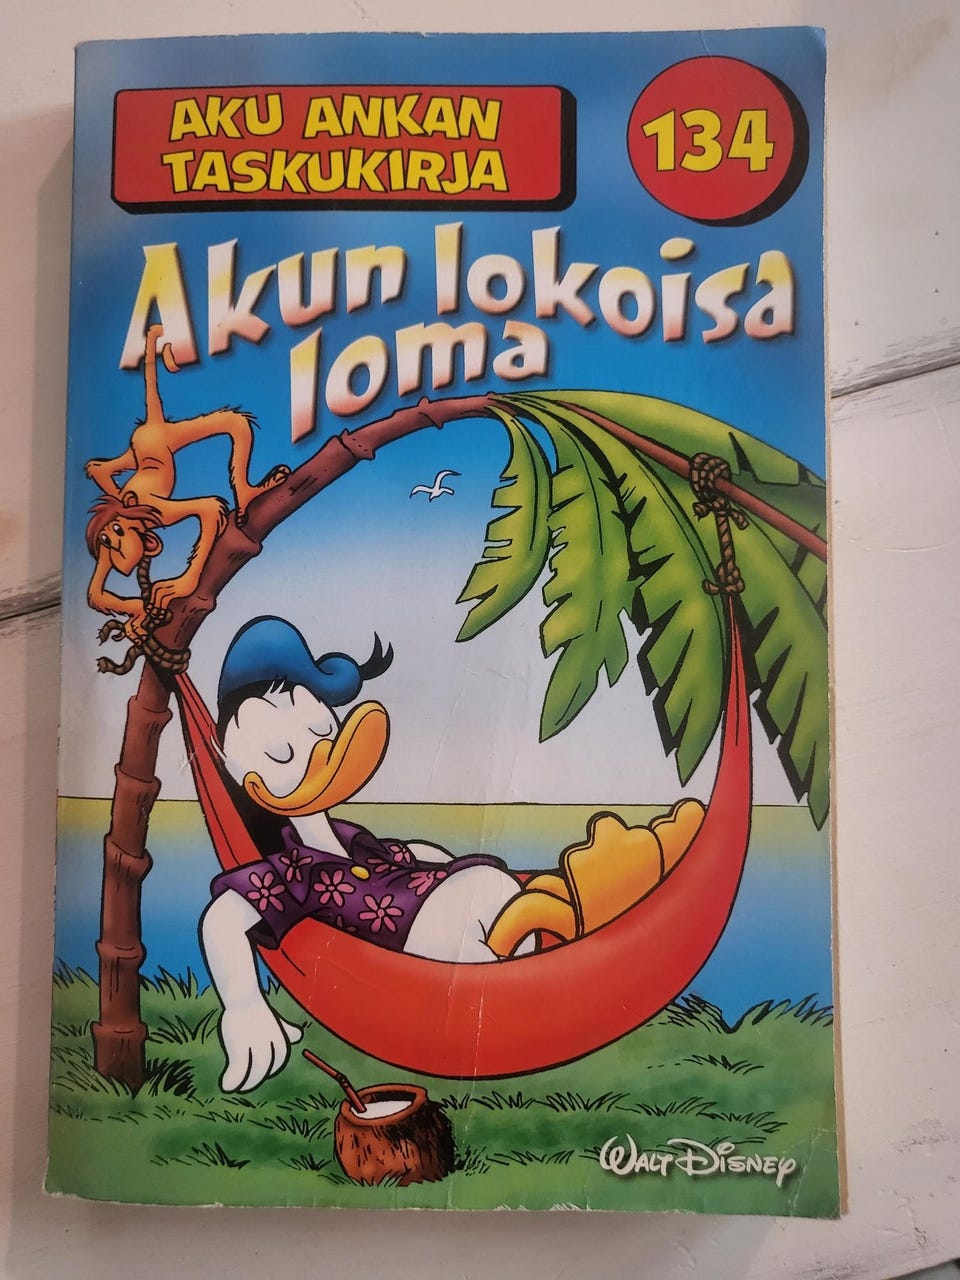 AKU ANKAN
TASKUKIRJA
134
Akun lokoisa
loma
WALT DISNEY